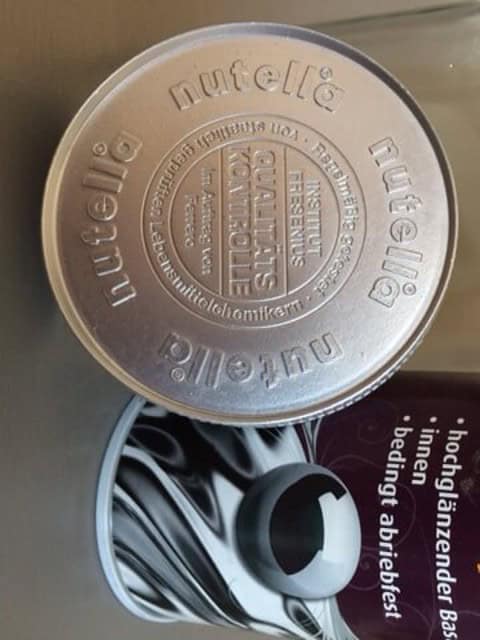 nutella®
nutella®
nutella®
nutella®
Regelmäßig getestet · von staatlich geprüften Lebensmittelchemikern ·
INSTITUT
FRESENIUS
QUALITÄTS
KONTROLLE
Im Auftrag von
Ferrero
• hochglänzender Bas
• innen
• bedingt abriebfest